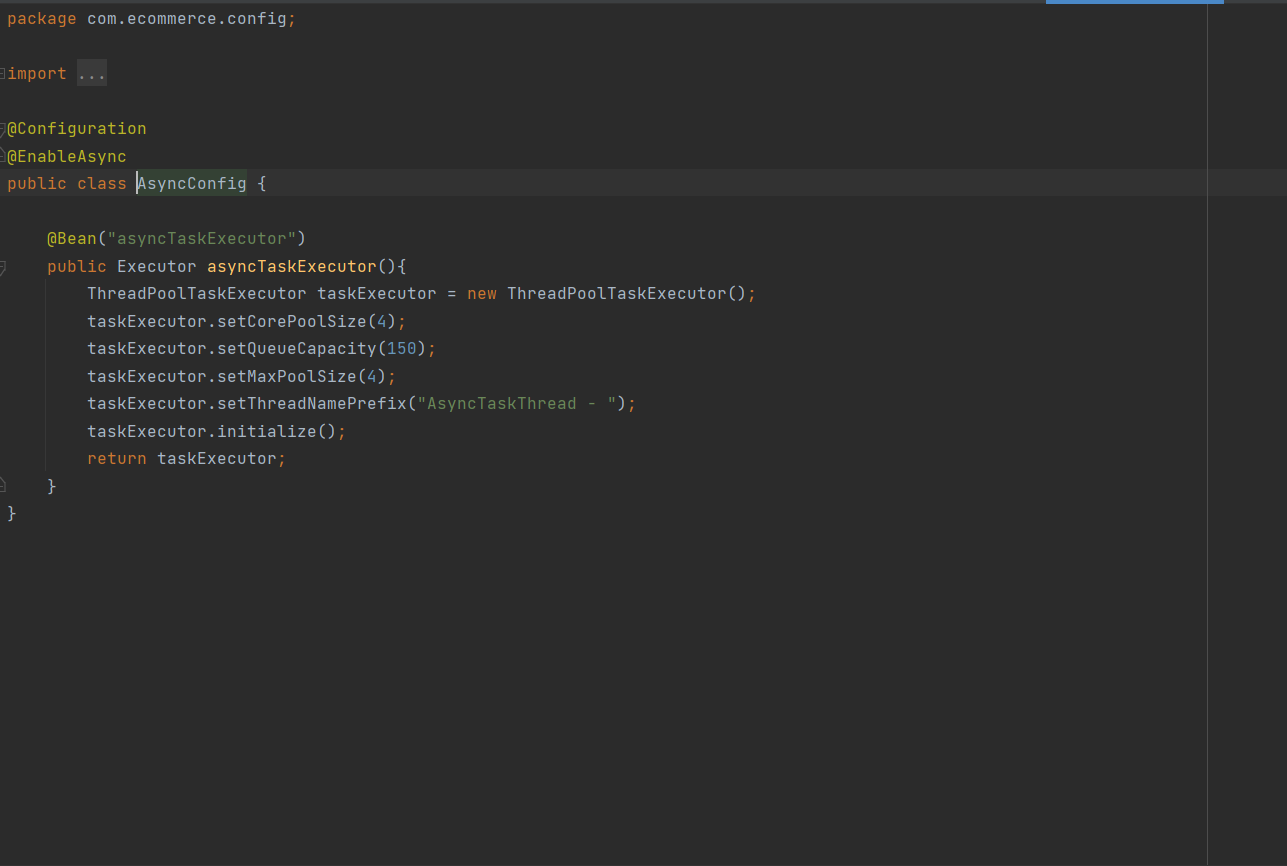 package com.ecommerce.config;
import ...
@Configuration
@EnableAsync
public class AsyncConfig {
@Bean("asyncTaskExecutor")
public Executor asyncTaskExecutor(){
ThreadPoolTaskExecutor taskExecutor = new ThreadPoolTaskExecutor();
taskExecutor.setCorePoolSize(4);
taskExecutor.setQueueCapacity(150);
taskExecutor.setMaxPoolSize(4);
taskExecutor.setThreadNamePrefix("AsyncTaskThread - ");
taskExecutor.initialize();
return taskExecutor;
}
}